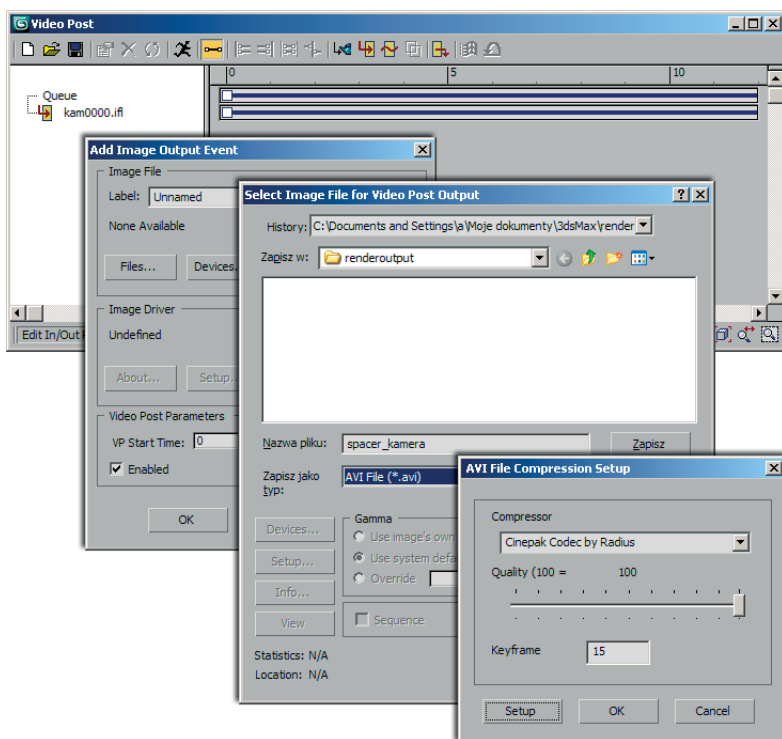 Video Post
0 5 10
Queue
kam0000.ifl
Add Image Output Event
Image File
Label: Unnamed
None Available
Files... Devices.
Image Driver
Undefined
About... Setup..
Video Post Parameters
VP Start Time: 0
Enabled
OK
Edit In/Out
Select Image File for Video Post Output
History: C:\Documents and Settings\a\Moje dokumenty\3dsMax\render
Zapisz w: renderoutput
Nazwa pliku: spacer_kamera Zapisz
Zapisz jako typ: AVI File (*.avi)
Devices...
Setup...
Info...
View
Gamma
Use image's own
Use system defa
Override
Sequence
Statistics: N/A
Location: N/A
AVI File Compression Setup
Compressor
Cinepak Codec by Radius
Quality (100 = 100
Keyframe 15
Setup OK Cancel